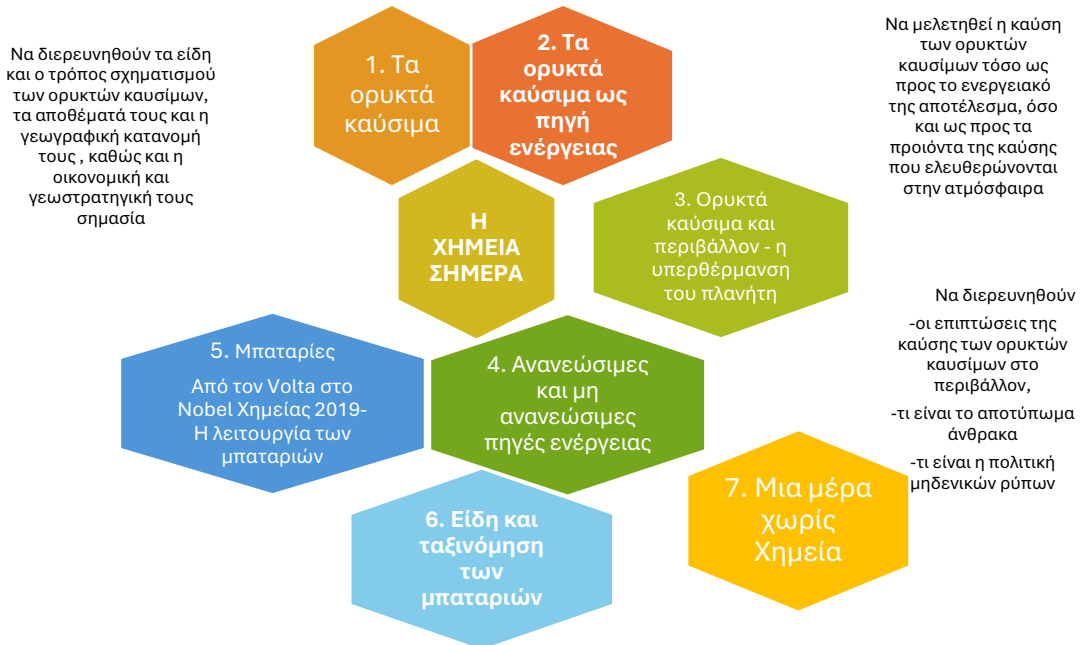 Να διερευνηθούν τα είδη
και ο τρόπος σχηματισμού
των ορυκτών καυσίμων,
τα αποθέματά τους και η
γεωγραφική κατανομή
τους , καθώς και η
οικονομική και
γεωστρατηγική τους
σημασία
1. Τα
ορυκτά
καύσιμα
2. Τα
ορυκτά
καύσιμα ως
πηγή
ενέργειας
Να μελετηθεί η καύση
των ορυκτών
καυσίμων τόσο ως
προς το ενεργειακό
της αποτέλεσμα, όσο
και ως προς τα
προιόντα της καύσης
που ελευθερώνονται
στην ατμόσφαιρα
Η
ΧΗΜΕΙΑ
ΣΗΜΕΡΑ
3. Ορυκτά
καύσιμα και
περιβάλλον - η
υπερθέρμανση
του πλανήτη
Να διερευνηθούν
-οι επιπτώσεις της
καύσης των ορυκτών
καυσίμων στο
περιβάλλον,
-τι είναι το αποτύπωμα
άνθρακα
-τι είναι η πολιτική
μηδενικών ρύπων
5. Μπαταρίες
Από τον Volta στο
Nobel Χημείας 2019-
Η λειτουργία των
μπαταριών
4. Ανανεώσιμες
και μη
ανανεώσιμες
πηγές ενέργειας
7. Μια μέρα
χωρίς
Χημεία
6. Είδη και
ταξινόμηση
των
μπαταριών